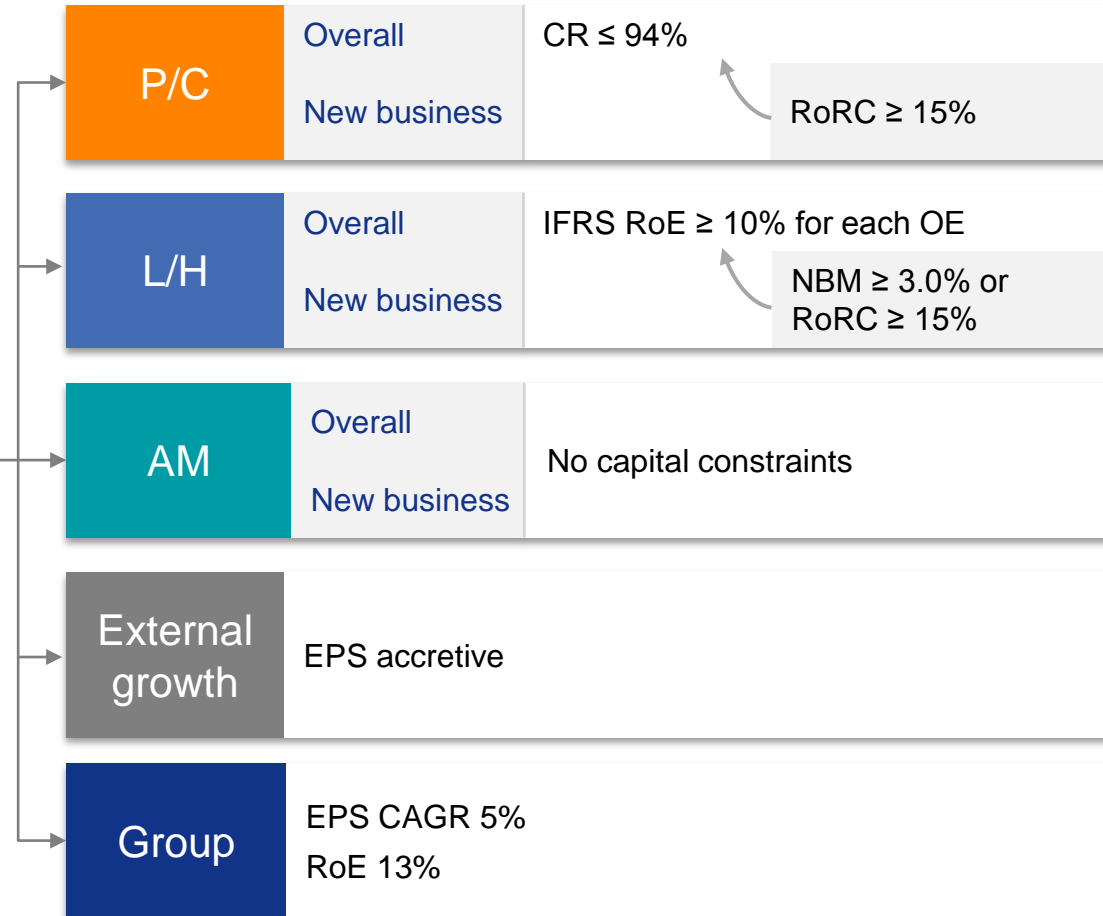 P/C
Overall
CR ≤ 94%
New business
RoRC ≥ 15%
L/H
Overall
IFRS RoE ≥ 10% for each OE
New business
NBM ≥ 3.0% or
RoRC ≥ 15%
AM
Overall
New business
No capital constraints
External
growth
EPS accretive
Group
EPS CAGR 5%
RoE 13%